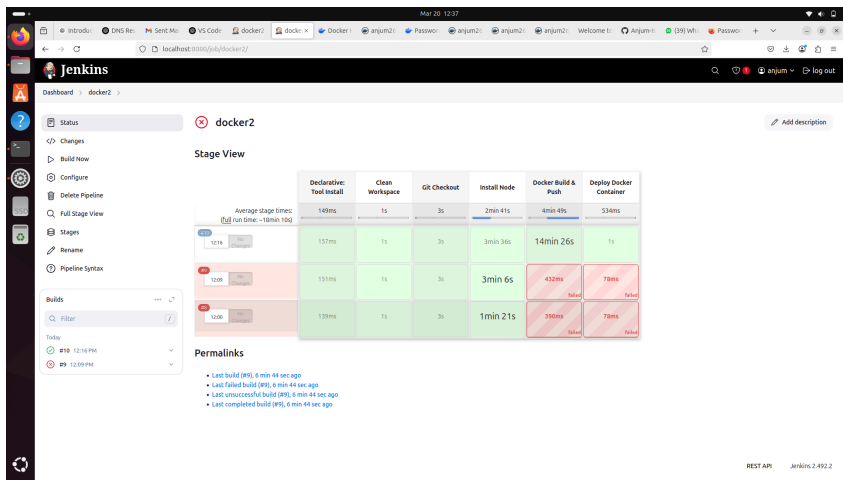 Mar 20 12:37
Introduc
DNS Re
Sent Ma
VS Code
docker2
docke
Docker
anjum2
Passwor
anjum2
anjum2
anjum2
Welcome to
Anjum-
(39) Wh
Passwor
localhost:8080/job/docker2/
Jenkins
1
anjum
log out
Dashboard > docker2 >
Status
Changes
Build Now
Configure
Delete Pipeline
Full Stage View
Stages
Rename
Pipeline Syntax
Builds
Filter
/
Today
#10 12:16 PM
#9 12:09 PM
docker2
Add description
Stage View
Declarative: Tool Install
Clean Workspace
Git Checkout
Install Node
Docker Build & Push
Deploy Docker Container
Average stage times:
(full run time: ~18min 10s)
149ms 1s 3s 2min 41s 4min 49s 534ms
#10
12:16 No Changes
157ms 1s 3s 3min 36s 14min 26s 1s
#9
12:09 No Changes
151ms 1s 3s 3min 6s 432ms failed 78ms failed
#8
12:00 No Changes
139ms 1s 3s 1min 21s 390ms failed 78ms failed
Permalinks
Last build (#9), 6 min 44 sec ago
Last failed build (#9), 6 min 44 sec ago
Last unsuccessful build (#9), 6 min 44 sec ago
Last completed build (#9), 6 min 44 sec ago
REST API
Jenkins 2.492.2